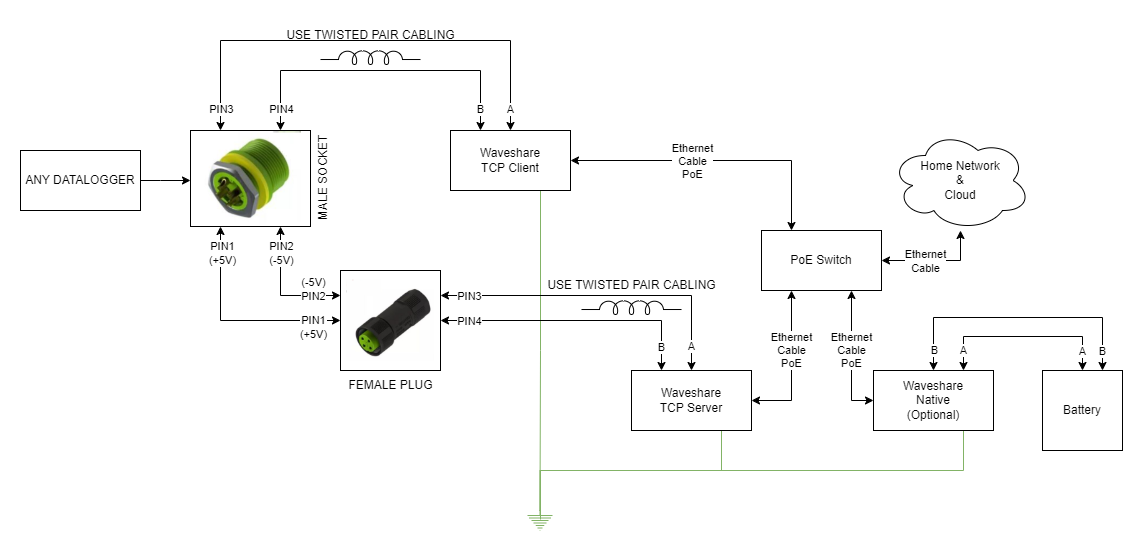 USE TWISTED PAIR CABLING
PIN3
PIN4
B
A
ANY DATALOGGER
MALE SOCKET
Waveshare
TCP Client
Ethernet
Cable
PoE
Home Network
&
Cloud
PIN1
(+5V)
PIN2
(-5V)
PoE Switch
Ethernet
Cable
(-5V)
PIN2
PIN1
(+5V)
FEMALE PLUG
PIN3
PIN4
USE TWISTED PAIR CABLING
B
A
Ethernet
Cable
PoE
Ethernet
Cable
PoE
B
A
A
B
Waveshare
TCP Server
Waveshare
Native
(Optional)
Battery